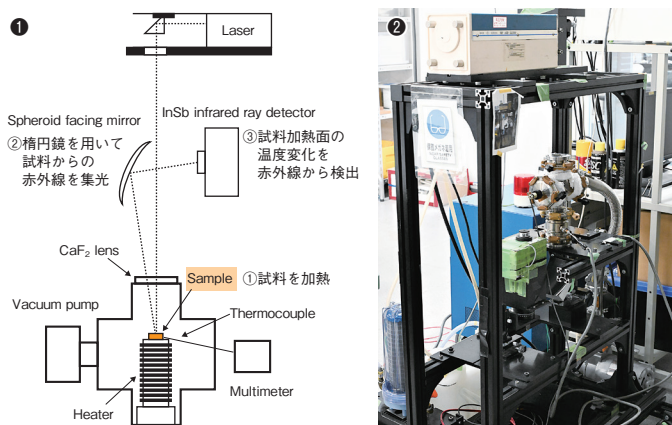 ❶
Laser
Spheroid facing mirror
②楕円鏡を用いて
試料からの
赤外線を集光
InSb infrared ray detector
③試料加熱面の
温度変化を
赤外線から検出
CaF₂ lens
Sample
①試料を加熱
Vacuum pump
Thermocouple
Multimeter
Heater
❷